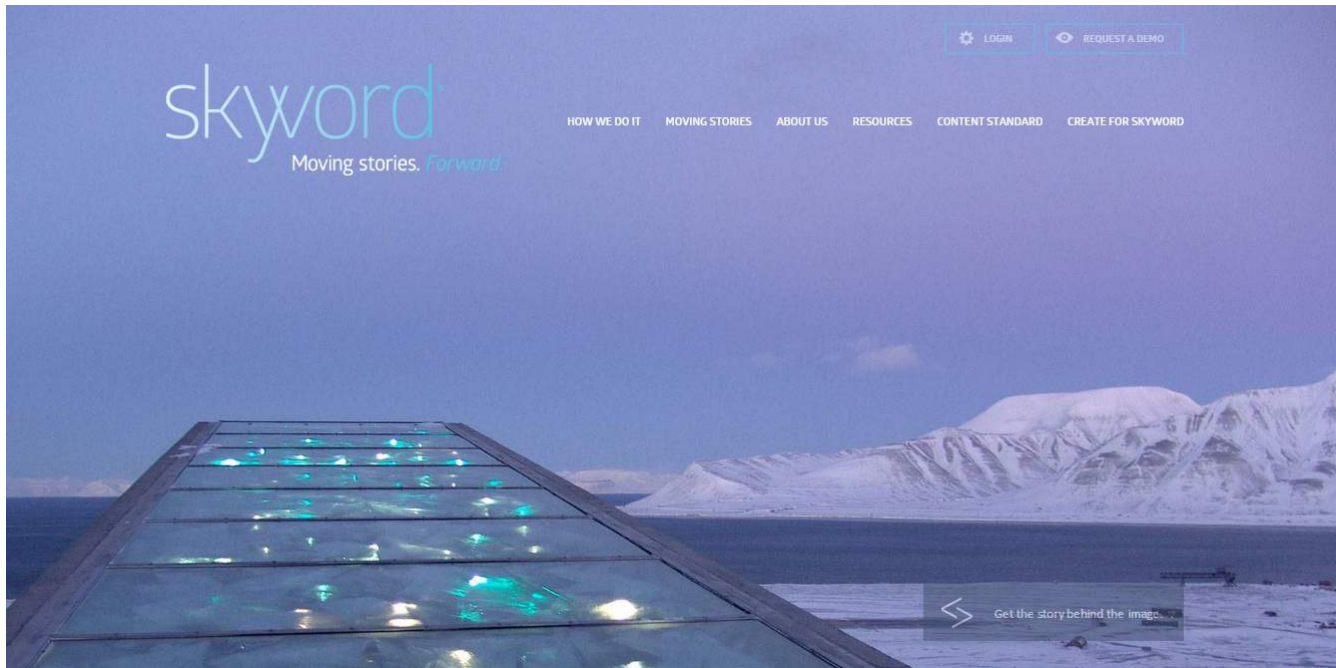 LOGIN
REQUEST A DEMO
skyword
HOW WE DO IT
MOVING STORIES
ABOUT US
RESOURCES
CONTENT STANDARD
CREATE FOR SKYWORD
Moving stories. Forward.
Get the story behind the image.